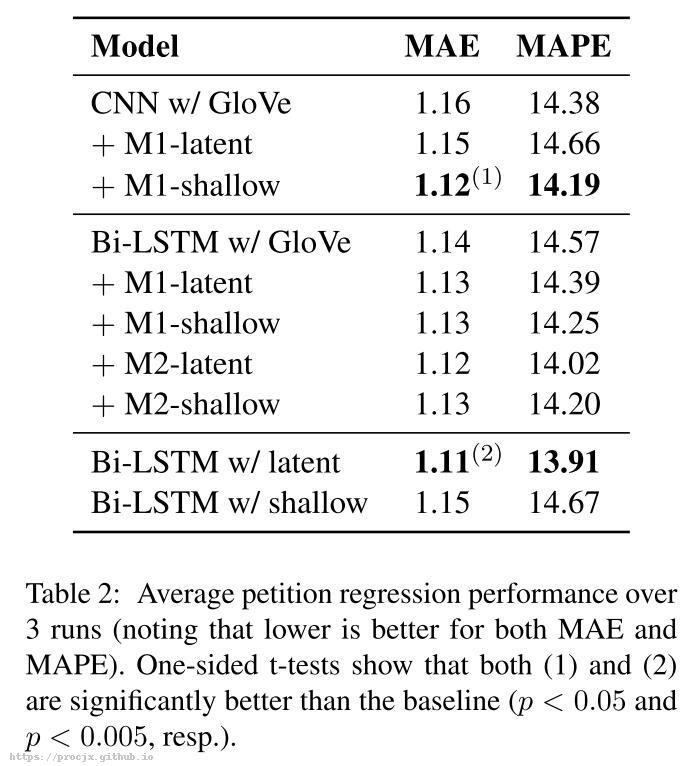 Model MAE MAPE
CNN w/ GloVe 1.16 14.38
+ M1-latent 1.15 14.66
+ M1-shallow 1.12(1) 14.19
Bi-LSTM w/ GloVe 1.14 14.57
+ M1-latent 1.13 14.39
+ M1-shallow 1.13 14.25
+ M2-latent 1.12 14.02
+ M2-shallow 1.13 14.20
Bi-LSTM w/ latent 1.11(2) 13.91
Bi-LSTM w/ shallow 1.15 14.67
Table 2: Average petition regression performance over
3 runs (noting that lower is better for both MAE and
MAPE). One-sided t-tests show that both (1) and (2)
are significantly better than the baseline (p < 0.05 and
p < 0.005, resp.).
https://procjx.github.io